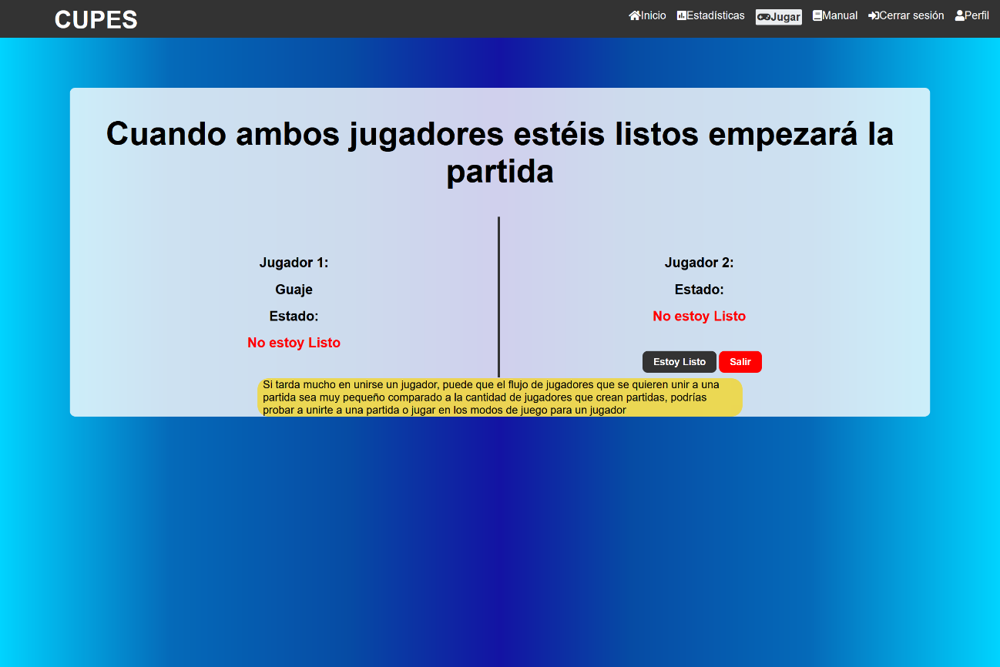 CUPES
Inicio
Estadísticas
Jugar
Manual
Cerrar sesión
Perfil
Cuando ambos jugadores estéis listos empezará la
partida
Jugador 1:
Guaje
Estado:
No estoy Listo
Jugador 2:
Estado:
No estoy Listo
Estoy Listo
Salir
Si tarda mucho en unirse un jugador, puede que el flujo de jugadores que se quieren unir a una
partida sea muy pequeño comparado a la cantidad de jugadores que crean partidas, podrías
probar a unirte a una partida o jugar en los modos de juego para un jugador